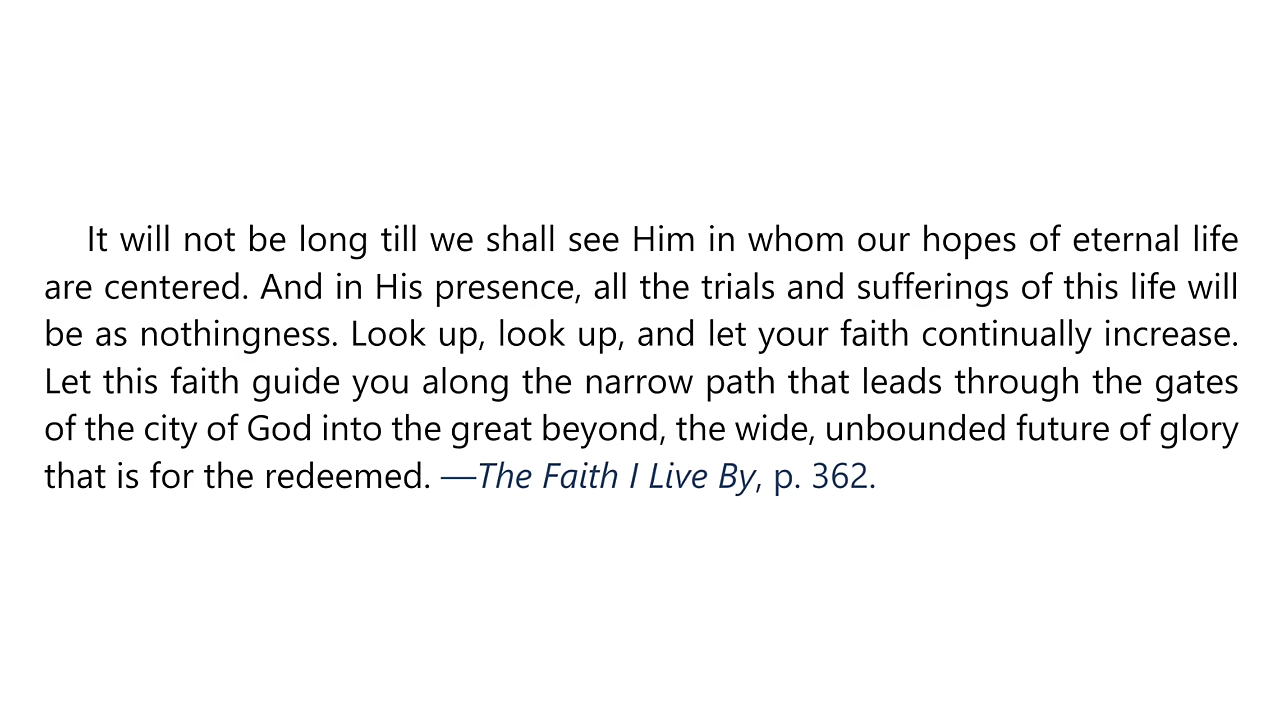 It will not be long till we shall see Him in whom our hopes of eternal life
are centered. And in His presence, all the trials and sufferings of this life will
be as nothingness. Look up, look up, and let your faith continually increase.
Let this faith guide you along the narrow path that leads through the gates
of the city of God into the great beyond, the wide, unbounded future of glory
that is for the redeemed. —The Faith I Live By, p. 362.